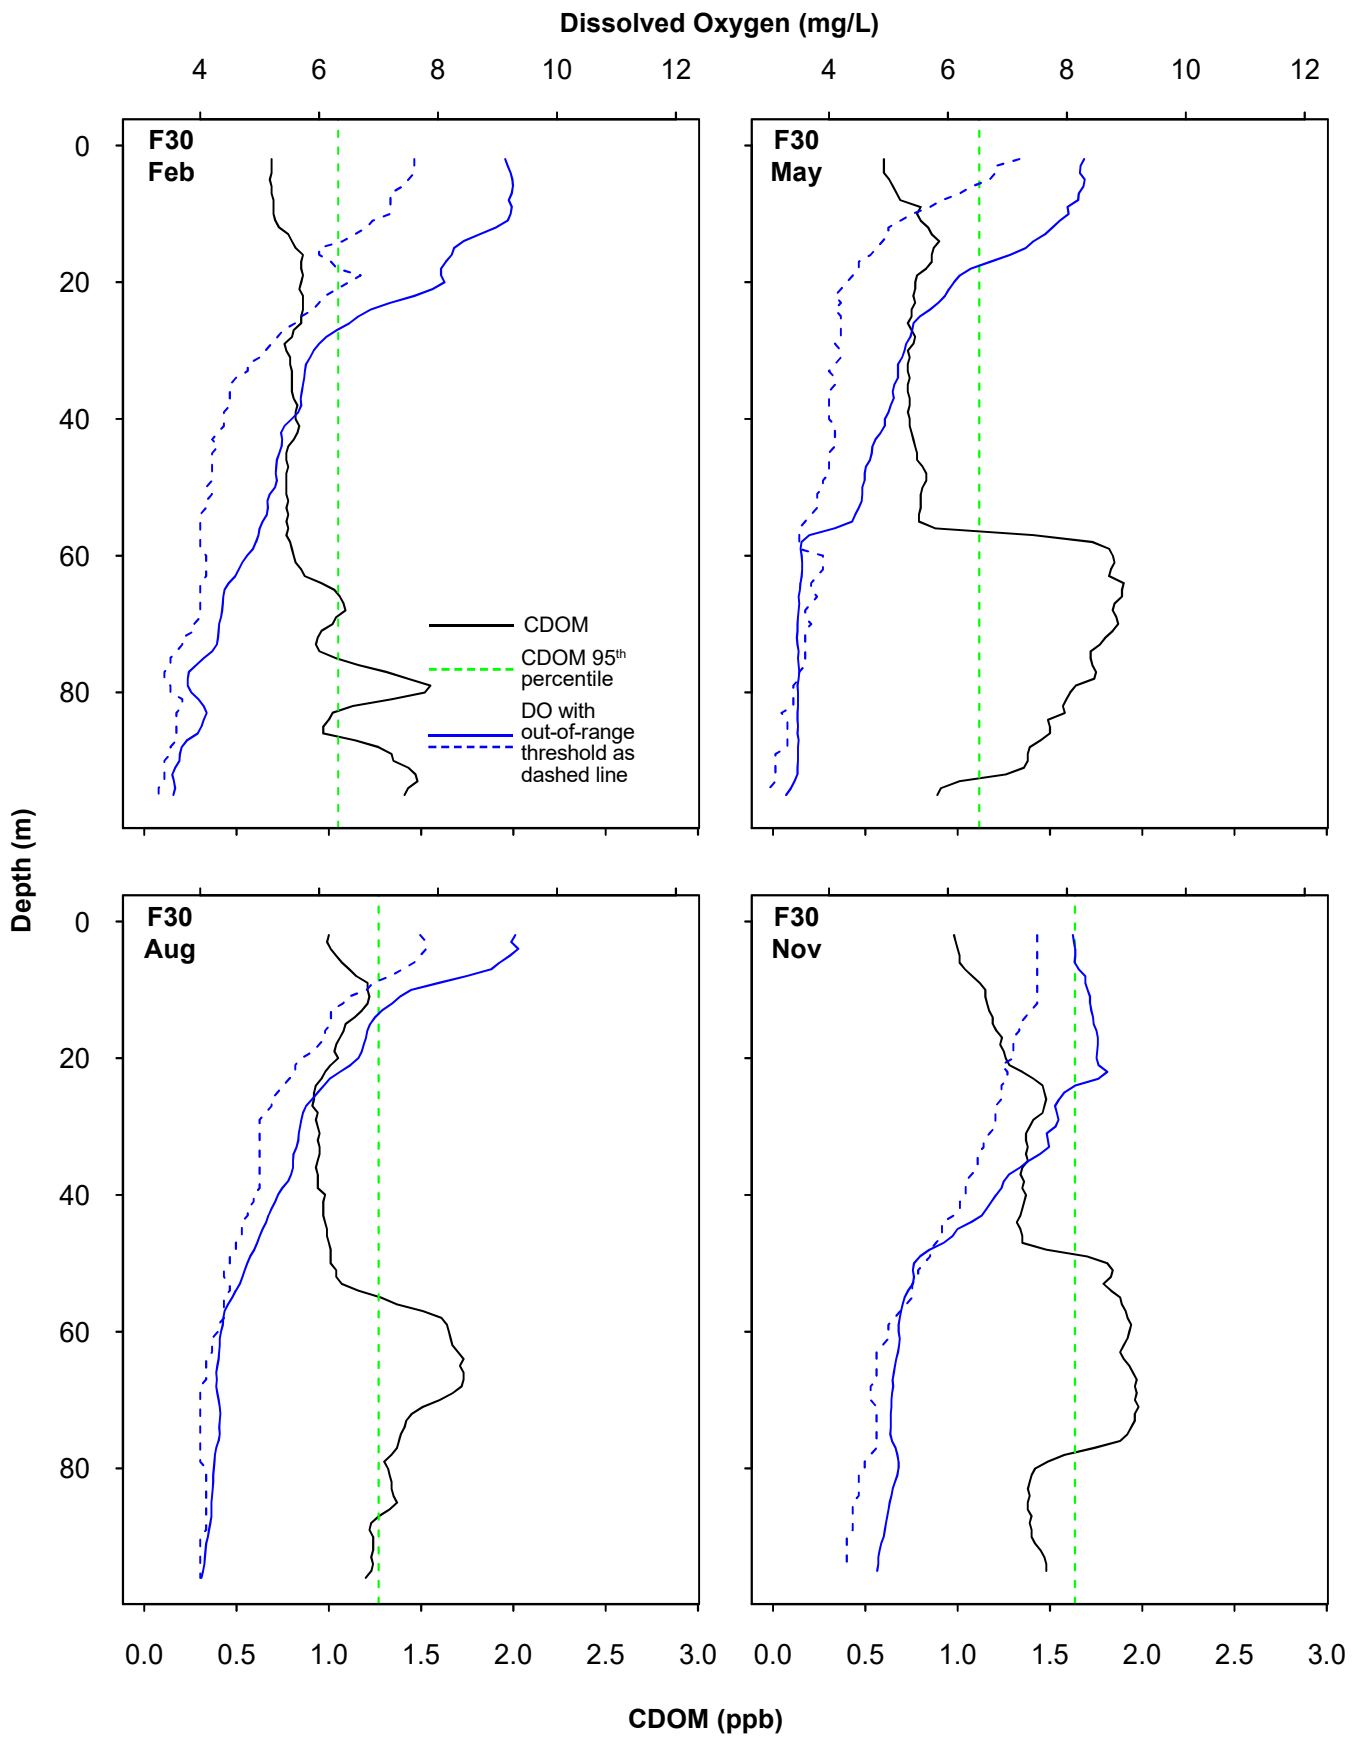 Dissolved Oxygen (mg/L)
4 6 8 10 12 4 6 8 10 12
F30
Feb
F30
May
0
20
40
60
80
CDOM
CDOM 95th
percentile
DO with
out-of-range
threshold as
dashed line
Depth (m)
F30
Aug
F30
Nov
0
20
40
60
80
0.0 0.5 1.0 1.5 2.0 2.5 3.0 0.0 0.5 1.0 1.5 2.0 2.5 3.0
CDOM (ppb)